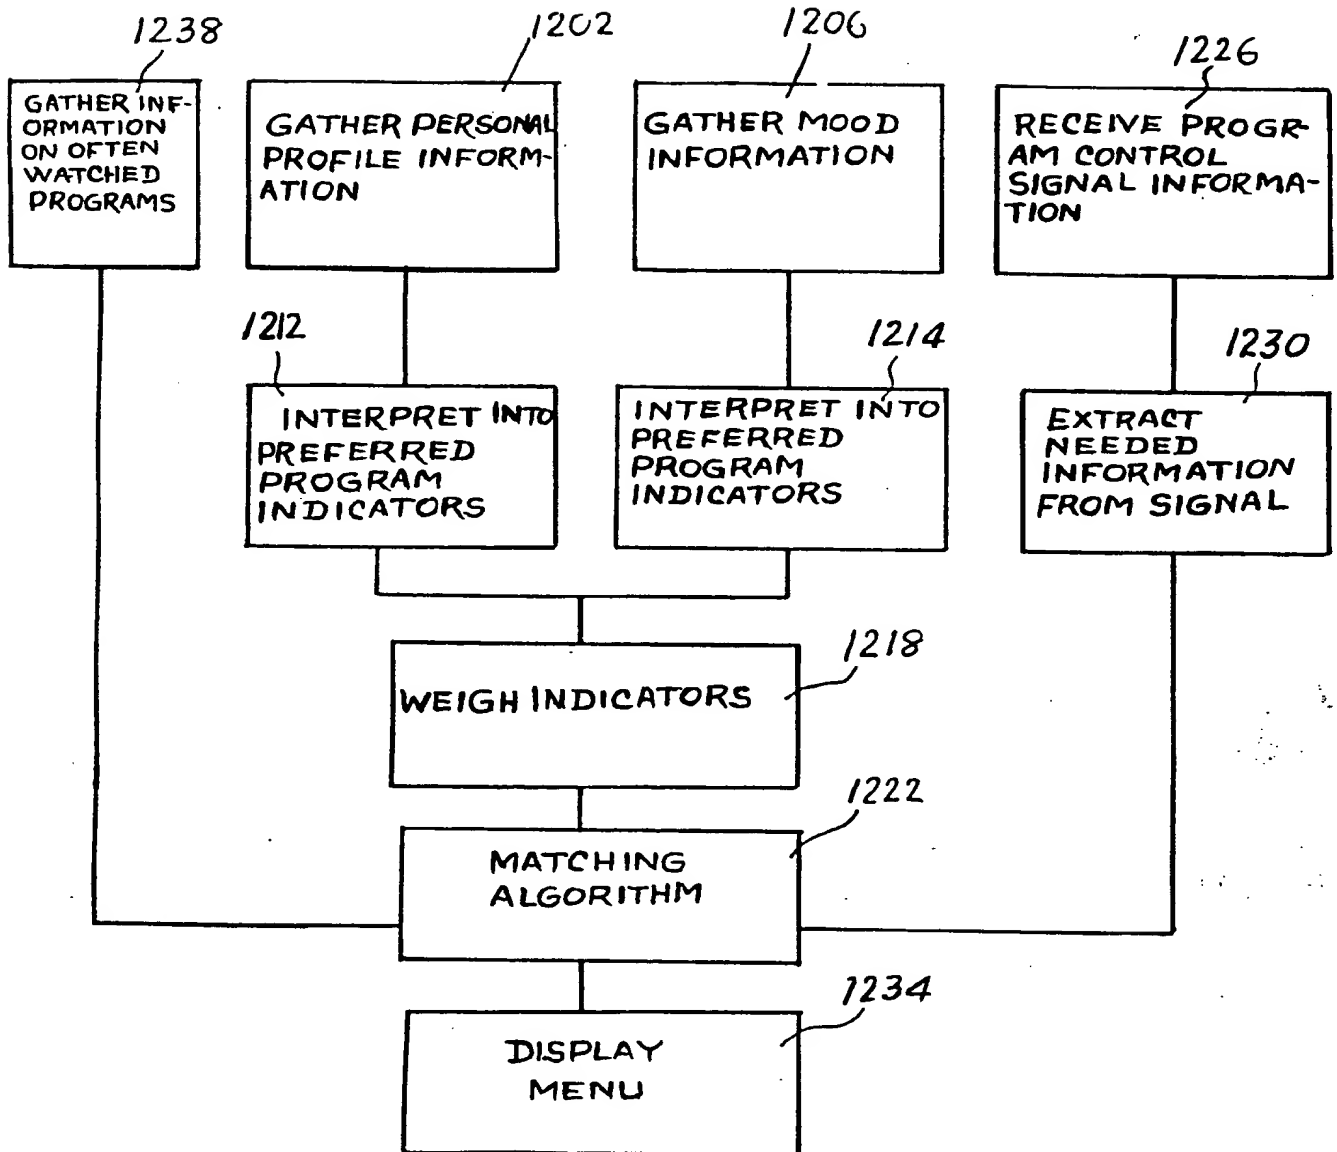 1238
GATHER INF-
ORMATION
ON OFTEN
WATCHED
PROGRAMS
1202
GATHER PERSONAL
PROFILE INFORM-
ATION
1206
GATHER MOOD
INFORMATION
1226
RECEIVE PROGR-
AM CONTROL
SIGNAL INFORMA-
TION
1212
INTERPRET INTO
PREFERRED
PROGRAM
INDICATORS
1214
INTERPRET INTO
PREFERRED
PROGRAM
INDICATORS
1230
EXTRACT
NEEDED
INFORMATION
FROM SIGNAL
1218
WEIGH INDICATORS
1222
MATCHING
ALGORITHM
1234
DISPLAY
MENU